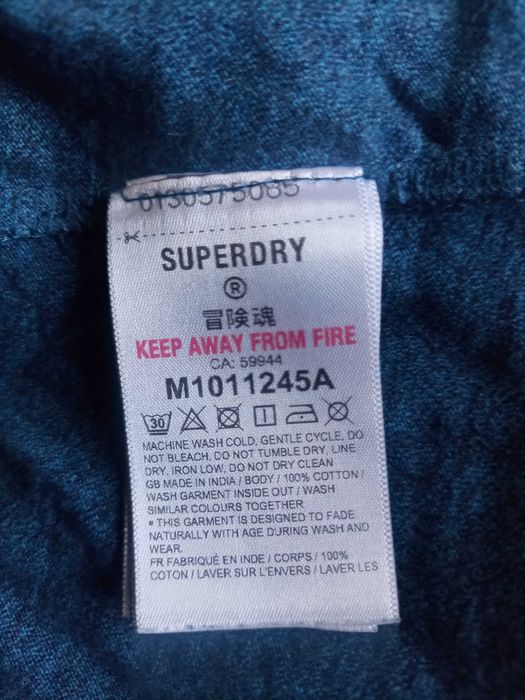 0130575085
SUPERDRY
®
冒険魂
KEEP AWAY FROM FIRE
CA: 59944
M1011245A
30
MACHINE WASH COLD, GENTLE CYCLE, DO
NOT BLEACH, DO NOT TUMBLE DRY, LINE
DRY, IRON LOW, DO NOT DRY CLEAN
GB MADE IN INDIA / BODY / 100% COTTON /
WASH GARMENT INSIDE OUT / WASH
SIMILAR COLOURS TOGETHER
* THIS GARMENT IS DESIGNED TO FADE
NATURALLY WITH AGE DURING WASH AND
WEAR.
FR FABRIQUÉ EN INDE / CORPS / 100%
COTON / LAVER SUR L'ENVERS / LAVER LES